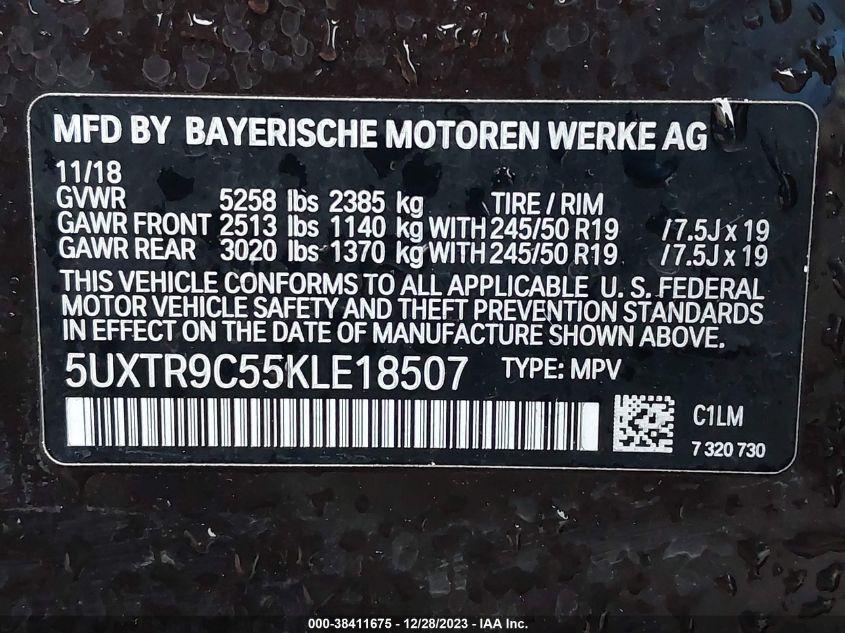 MFD BY BAYERISCHE MOTOREN WERKE AG
11/18
GVWR 5258 lbs 2385 kg TIRE / RIM
GAWR FRONT 2513 lbs 1140 kg WITH 245/50 R19 /7.5J x 19
GAWR REAR 3020 lbs 1370 kg WITH 245/50 R19 /7.5J x 19
THIS VEHICLE CONFORMS TO ALL APPLICABLE U.S. FEDERAL
MOTOR VEHICLE SAFETY AND THEFT PREVENTION STANDARDS
IN EFFECT ON THE DATE OF MANUFACTURE SHOWN ABOVE.
5UXTR9C55KLE18507 TYPE: MPV
C1LM
7 320 730
000-38411675 - 12/28/2023 - IAA Inc.